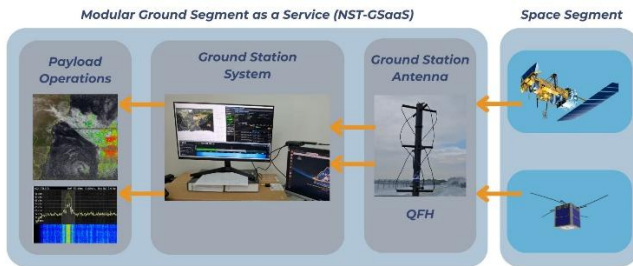 Modular Ground Segment as a Service (NST-GSaaS)
Space Segment
Payload
Operations
Ground Station
System
Ground Station
Antenna
QFH